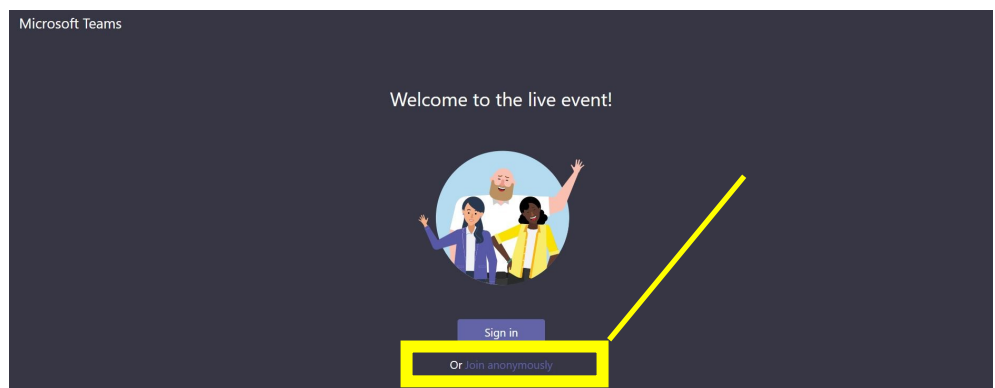 Microsoft Teams
Welcome to the live event!
Sign in
Or Join anonymously